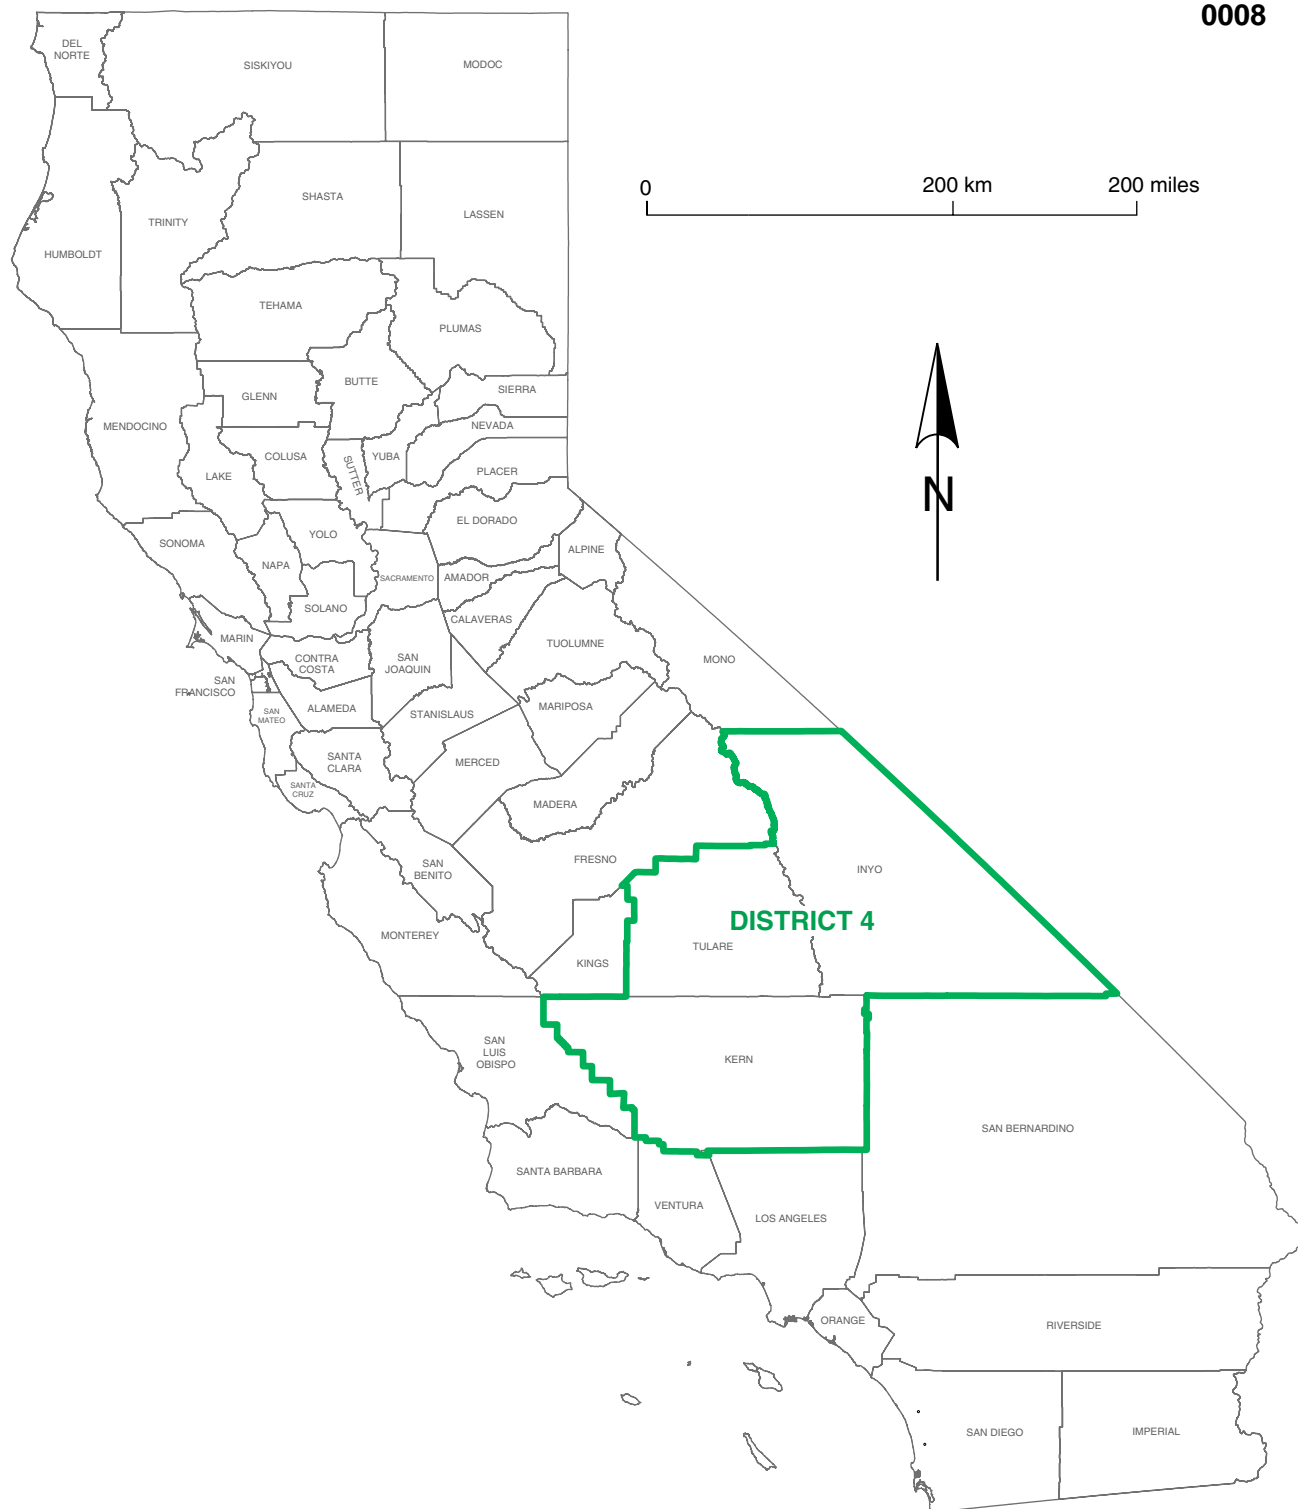 0008
DEL
NORTE
SISKIYOU
MODOC
0
200 km
200 miles
SHASTA
LASSEN
TRINITY
HUMBOLDT
TEHAMA
PLUMAS
BUTTE
SIERRA
GLENN
NEVADA
MENDOCINO
COLUSA
SUTTER
YUBA
LAKE
PLACER
N
EL DORADO
YOLO
SONOMA
ALPINE
NAPA
SACRAMENTO
AMADOR
SOLANO
CALAVERAS
MARIN
TUOLUMNE
CONTRA
COSTA
SAN
JOAQUIN
MONO
SAN
FRANCISCO
ALAMEDA
MARIPOSA
SAN
MATEO
STANISLAUS
SANTA
CLARA
MERCED
SANTA
CRUZ
MADERA
FRESNO
SAN
BENITO
INYO
DISTRICT 4
MONTEREY
TULARE
KINGS
SAN
LUIS
OBISPO
KERN
SAN BERNARDINO
SANTA BARBARA
VENTURA
LOS ANGELES
ORANGE
RIVERSIDE
SAN DIEGO
IMPERIAL